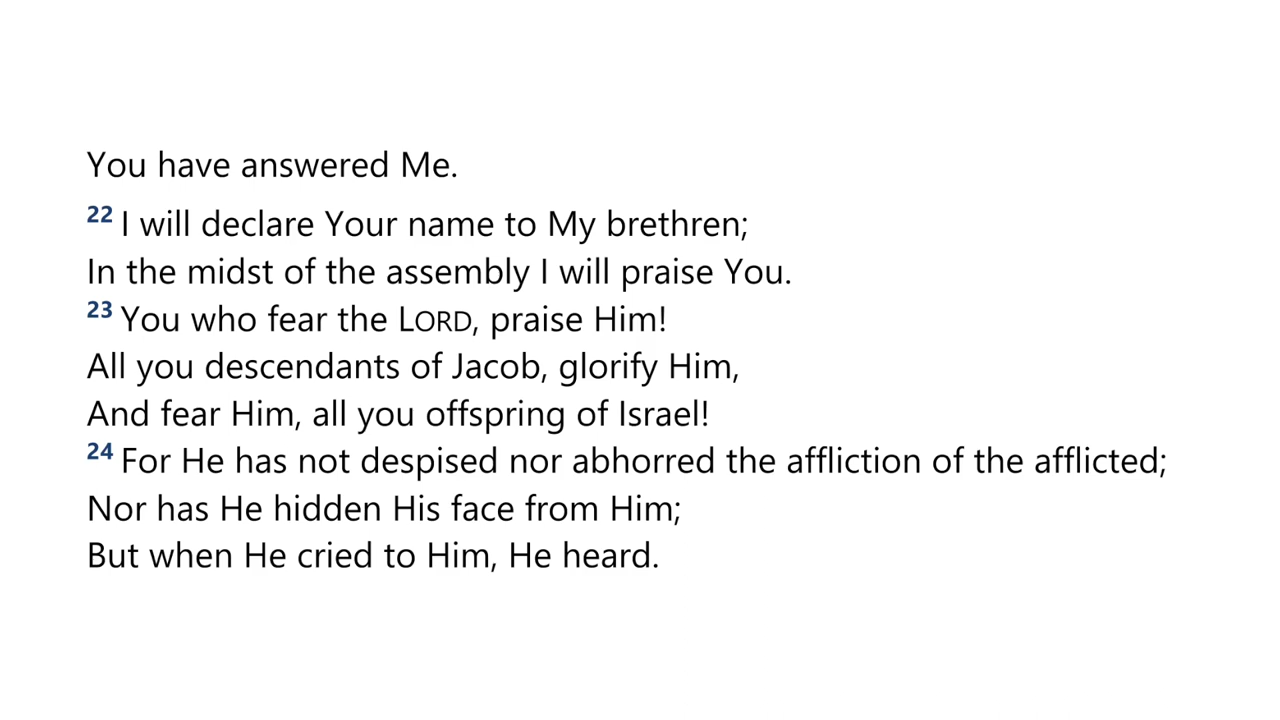 You have answered Me.
22 I will declare Your name to My brethren;
In the midst of the assembly I will praise You.
23 You who fear the LORD, praise Him!
All you descendants of Jacob, glorify Him,
And fear Him, all you offspring of Israel!
24 For He has not despised nor abhorred the affliction of the afflicted;
Nor has He hidden His face from Him;
But when He cried to Him, He heard.